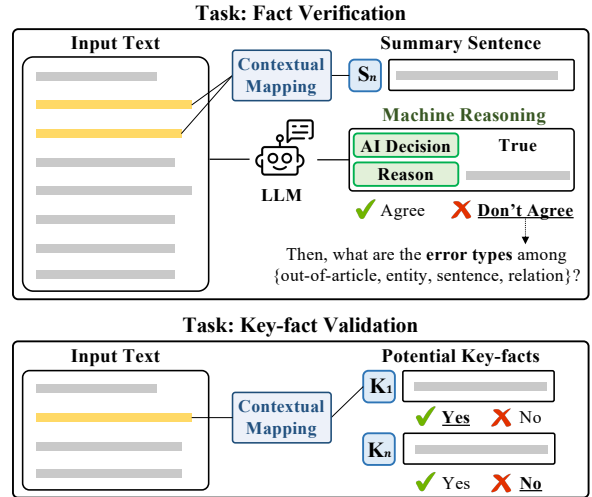 Task: Fact Verification
Input Text
Contextual
Mapping
Summary Sentence
Sn
Machine Reasoning
LLM
AI Decision
True
Reason
Agree
Don't Agree
Then, what are the error types among
{out-of-article, entity, sentence, relation}?
Task: Key-fact Validation
Input Text
Contextual
Mapping
Potential Key-facts
K1
Yes
No
Kn
Yes
No